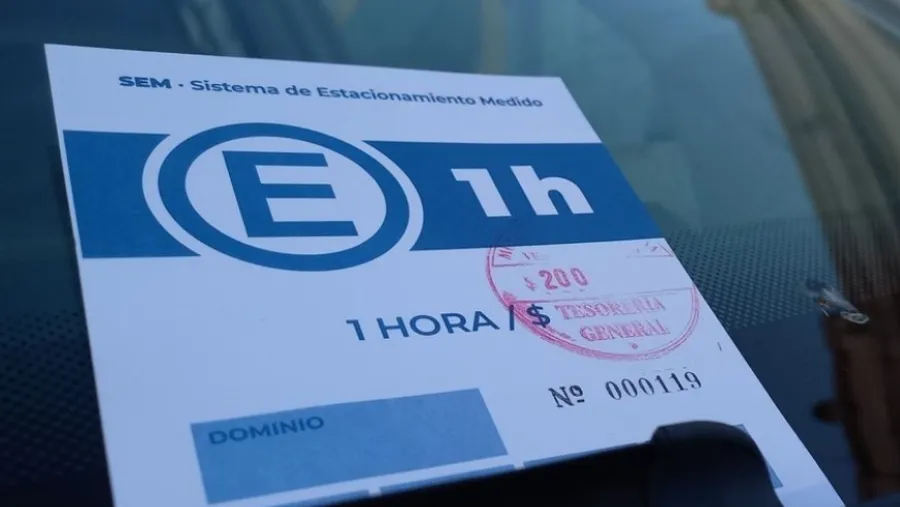 SEM · Sistema de Estacionamiento Medido
E 1h
$200
1 HORA / $
TESORERIA
GENERAL
Nº 000119
DOMINIO